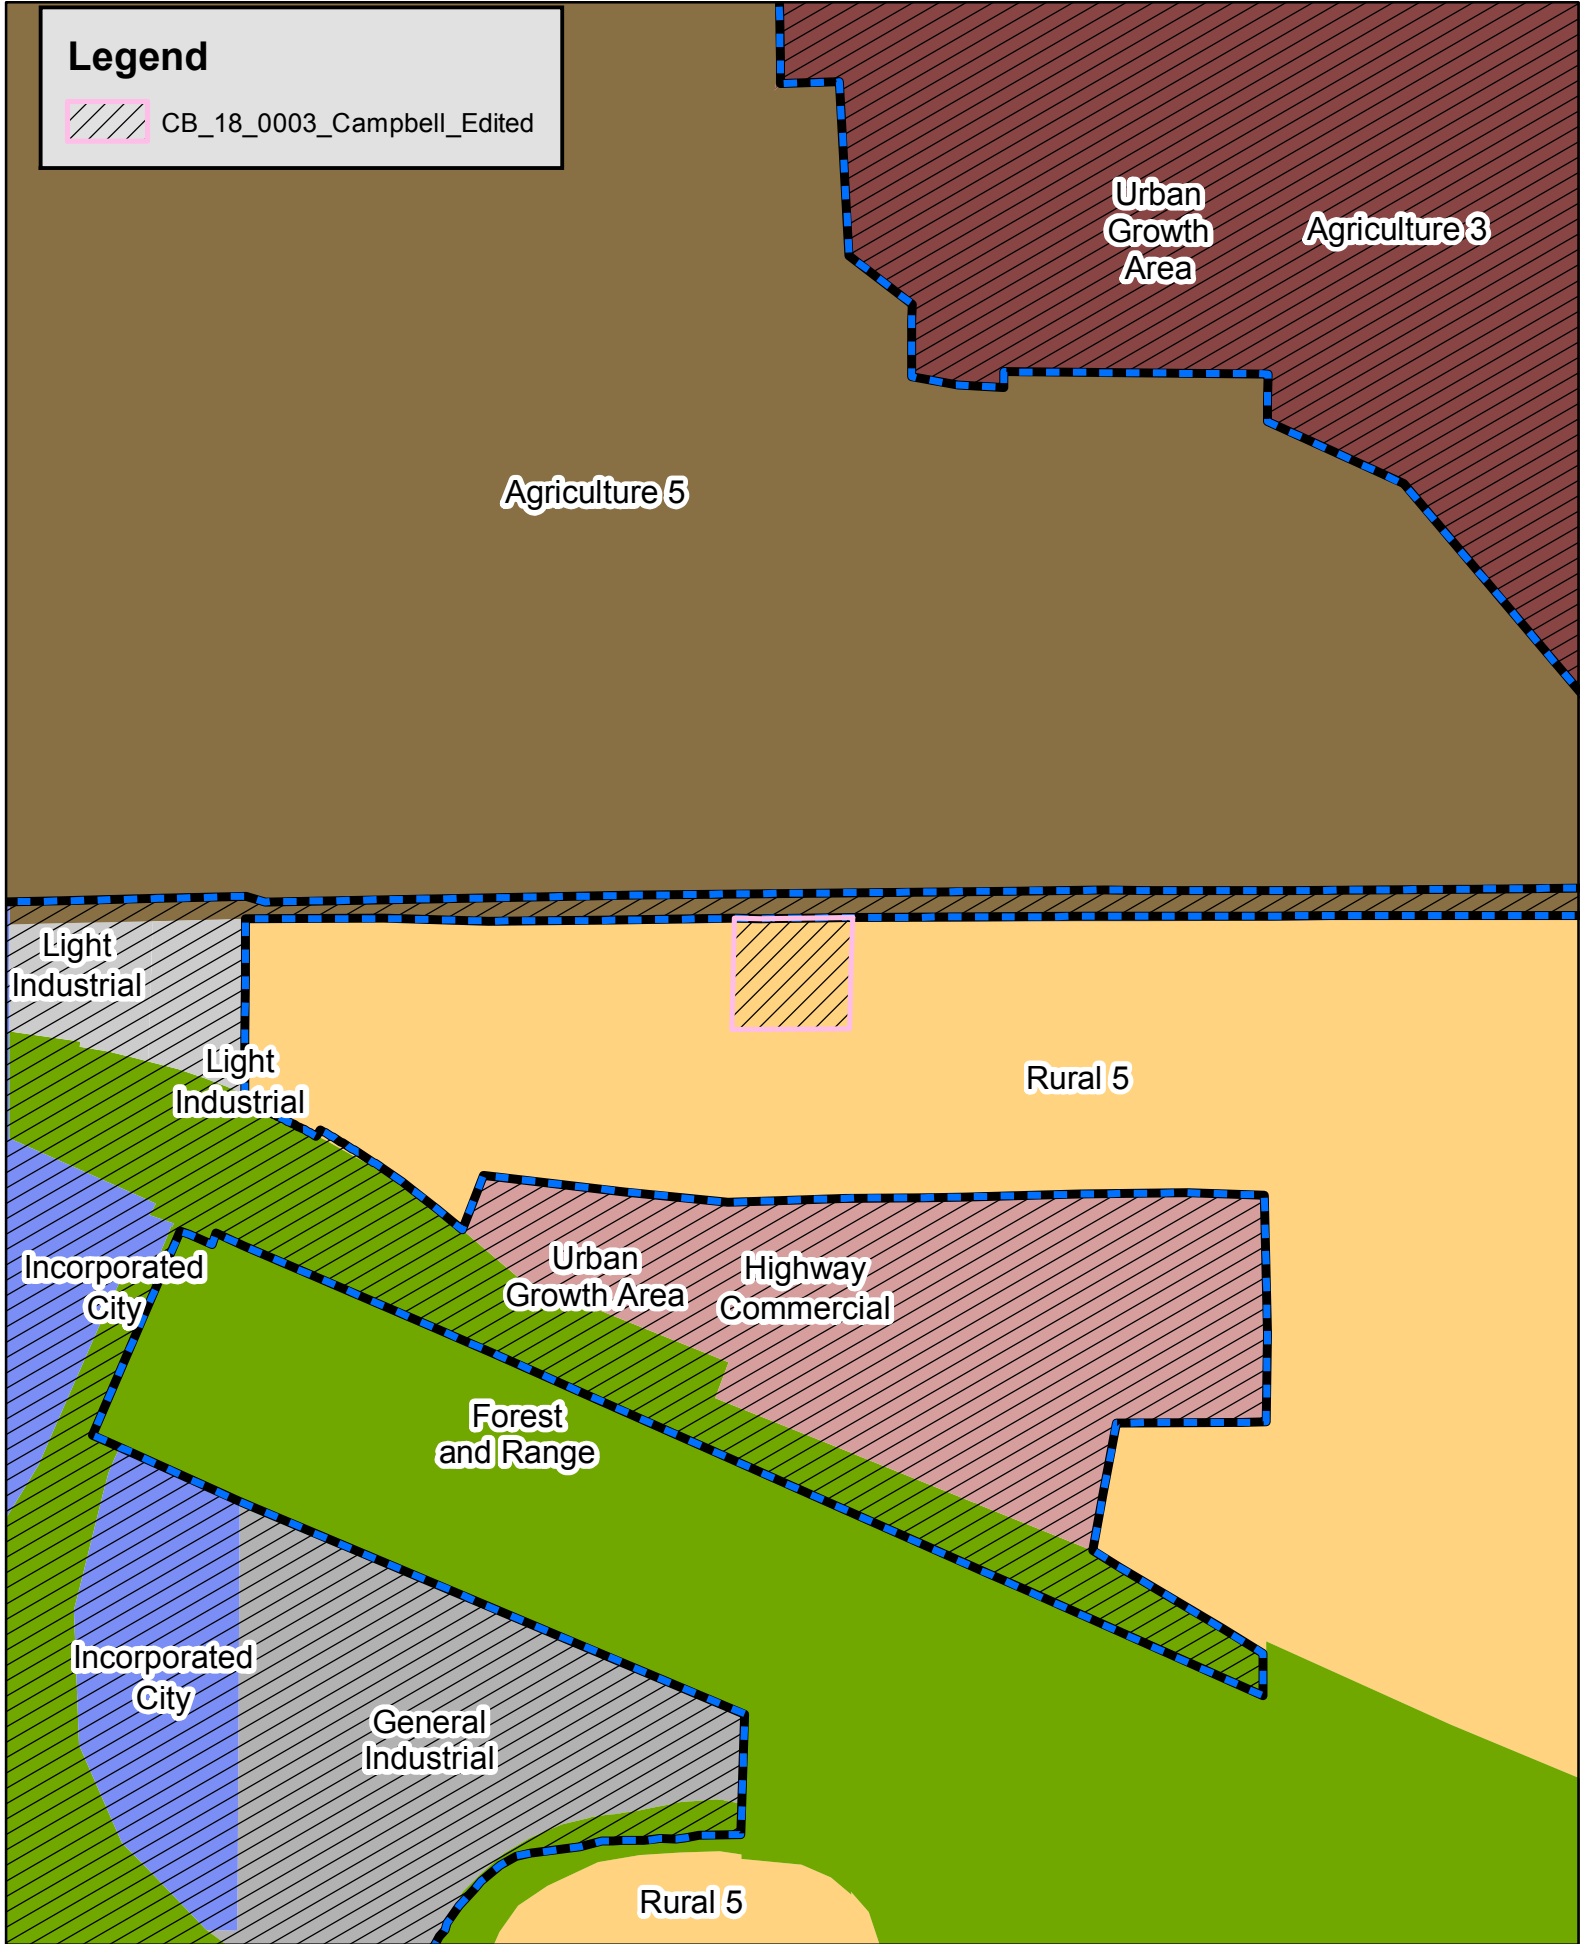 Legend
CB_18_0003_Campbell_Edited
Urban
Growth
Area
Agriculture 3
Agriculture 5
Light
Industrial
Light
Industrial
Rural 5
Incorporated
City
Urban
Growth Area
Highway
Commercial
Forest
and Range
Incorporated
City
General
Industrial
Rural 5